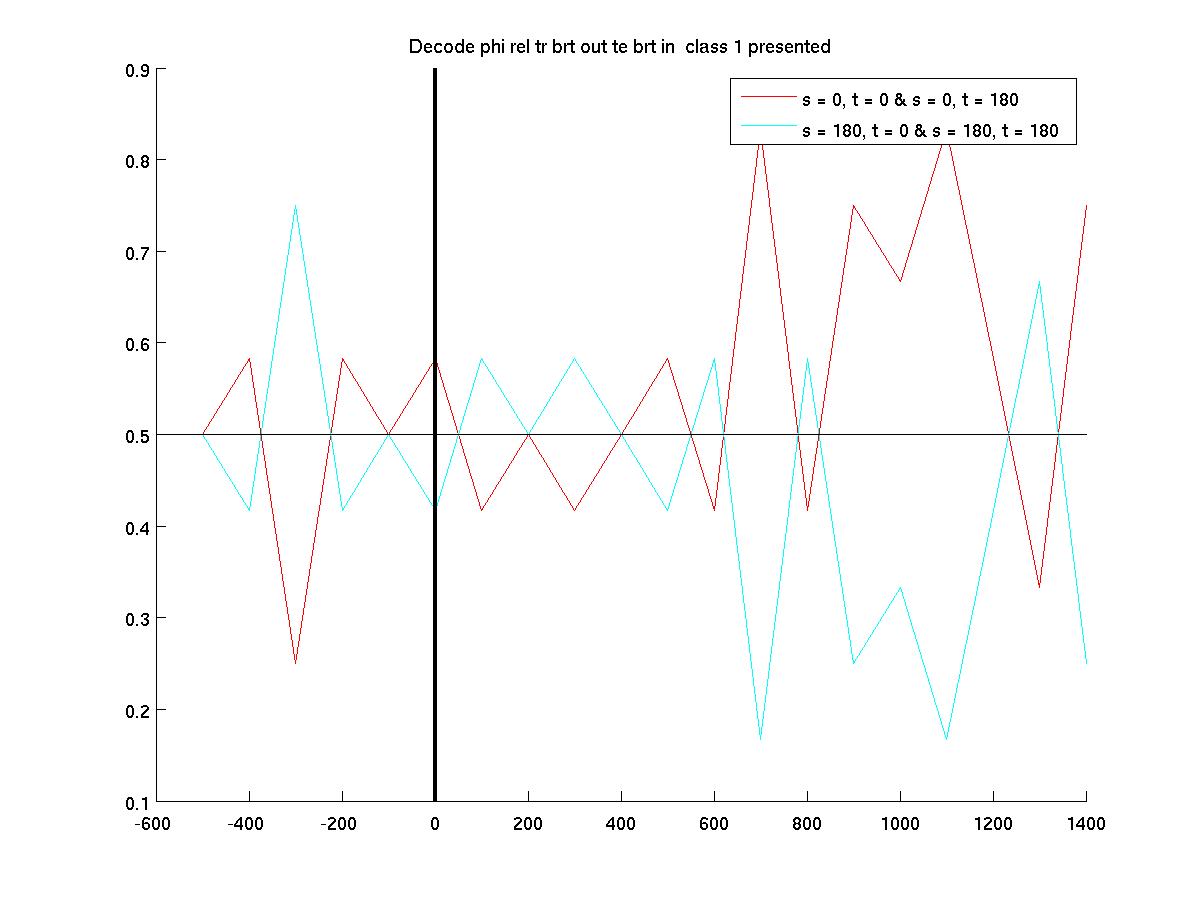 Decode phi rel tr brt out te brt in  class 1 presented
0.9
s = 0, t = 0 & s = 0, t = 180
s = 180, t = 0 & s = 180, t = 180
0.8
0.7
0.6
0.5
0.4
0.3
0.2
0.1
-600 -400 -200 0 200 400 600 800 1000 1200 1400